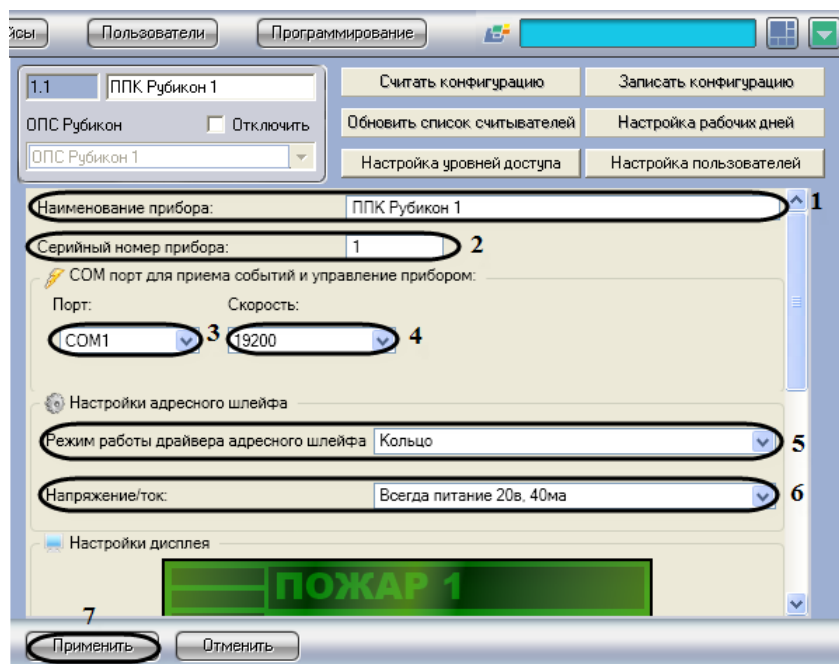 йсы Пользователи Программирование
1.1 ППК Рубикон 1 Считать конфигурацию Записать конфигурацию
ОПС Рубикон Отключить Обновить список считывателей Настройка рабочих дней
ОПС Рубикон 1 Настройка уровней доступа Настройка пользователей
Наименование прибора: ППК Рубикон 1 1
Серийный номер прибора: 1 2
COM порт для приема событий и управление прибором:
Порт: Скорость:
COM1 3 19200 4
Настройки адресного шлейфа
Режим работы драйвера адресного шлейфа Кольцо 5
Напряжение/ток: Всегда питание 20в, 40ма 6
Настройки дисплея
ПОЖАР 1
7
Применить Отменить